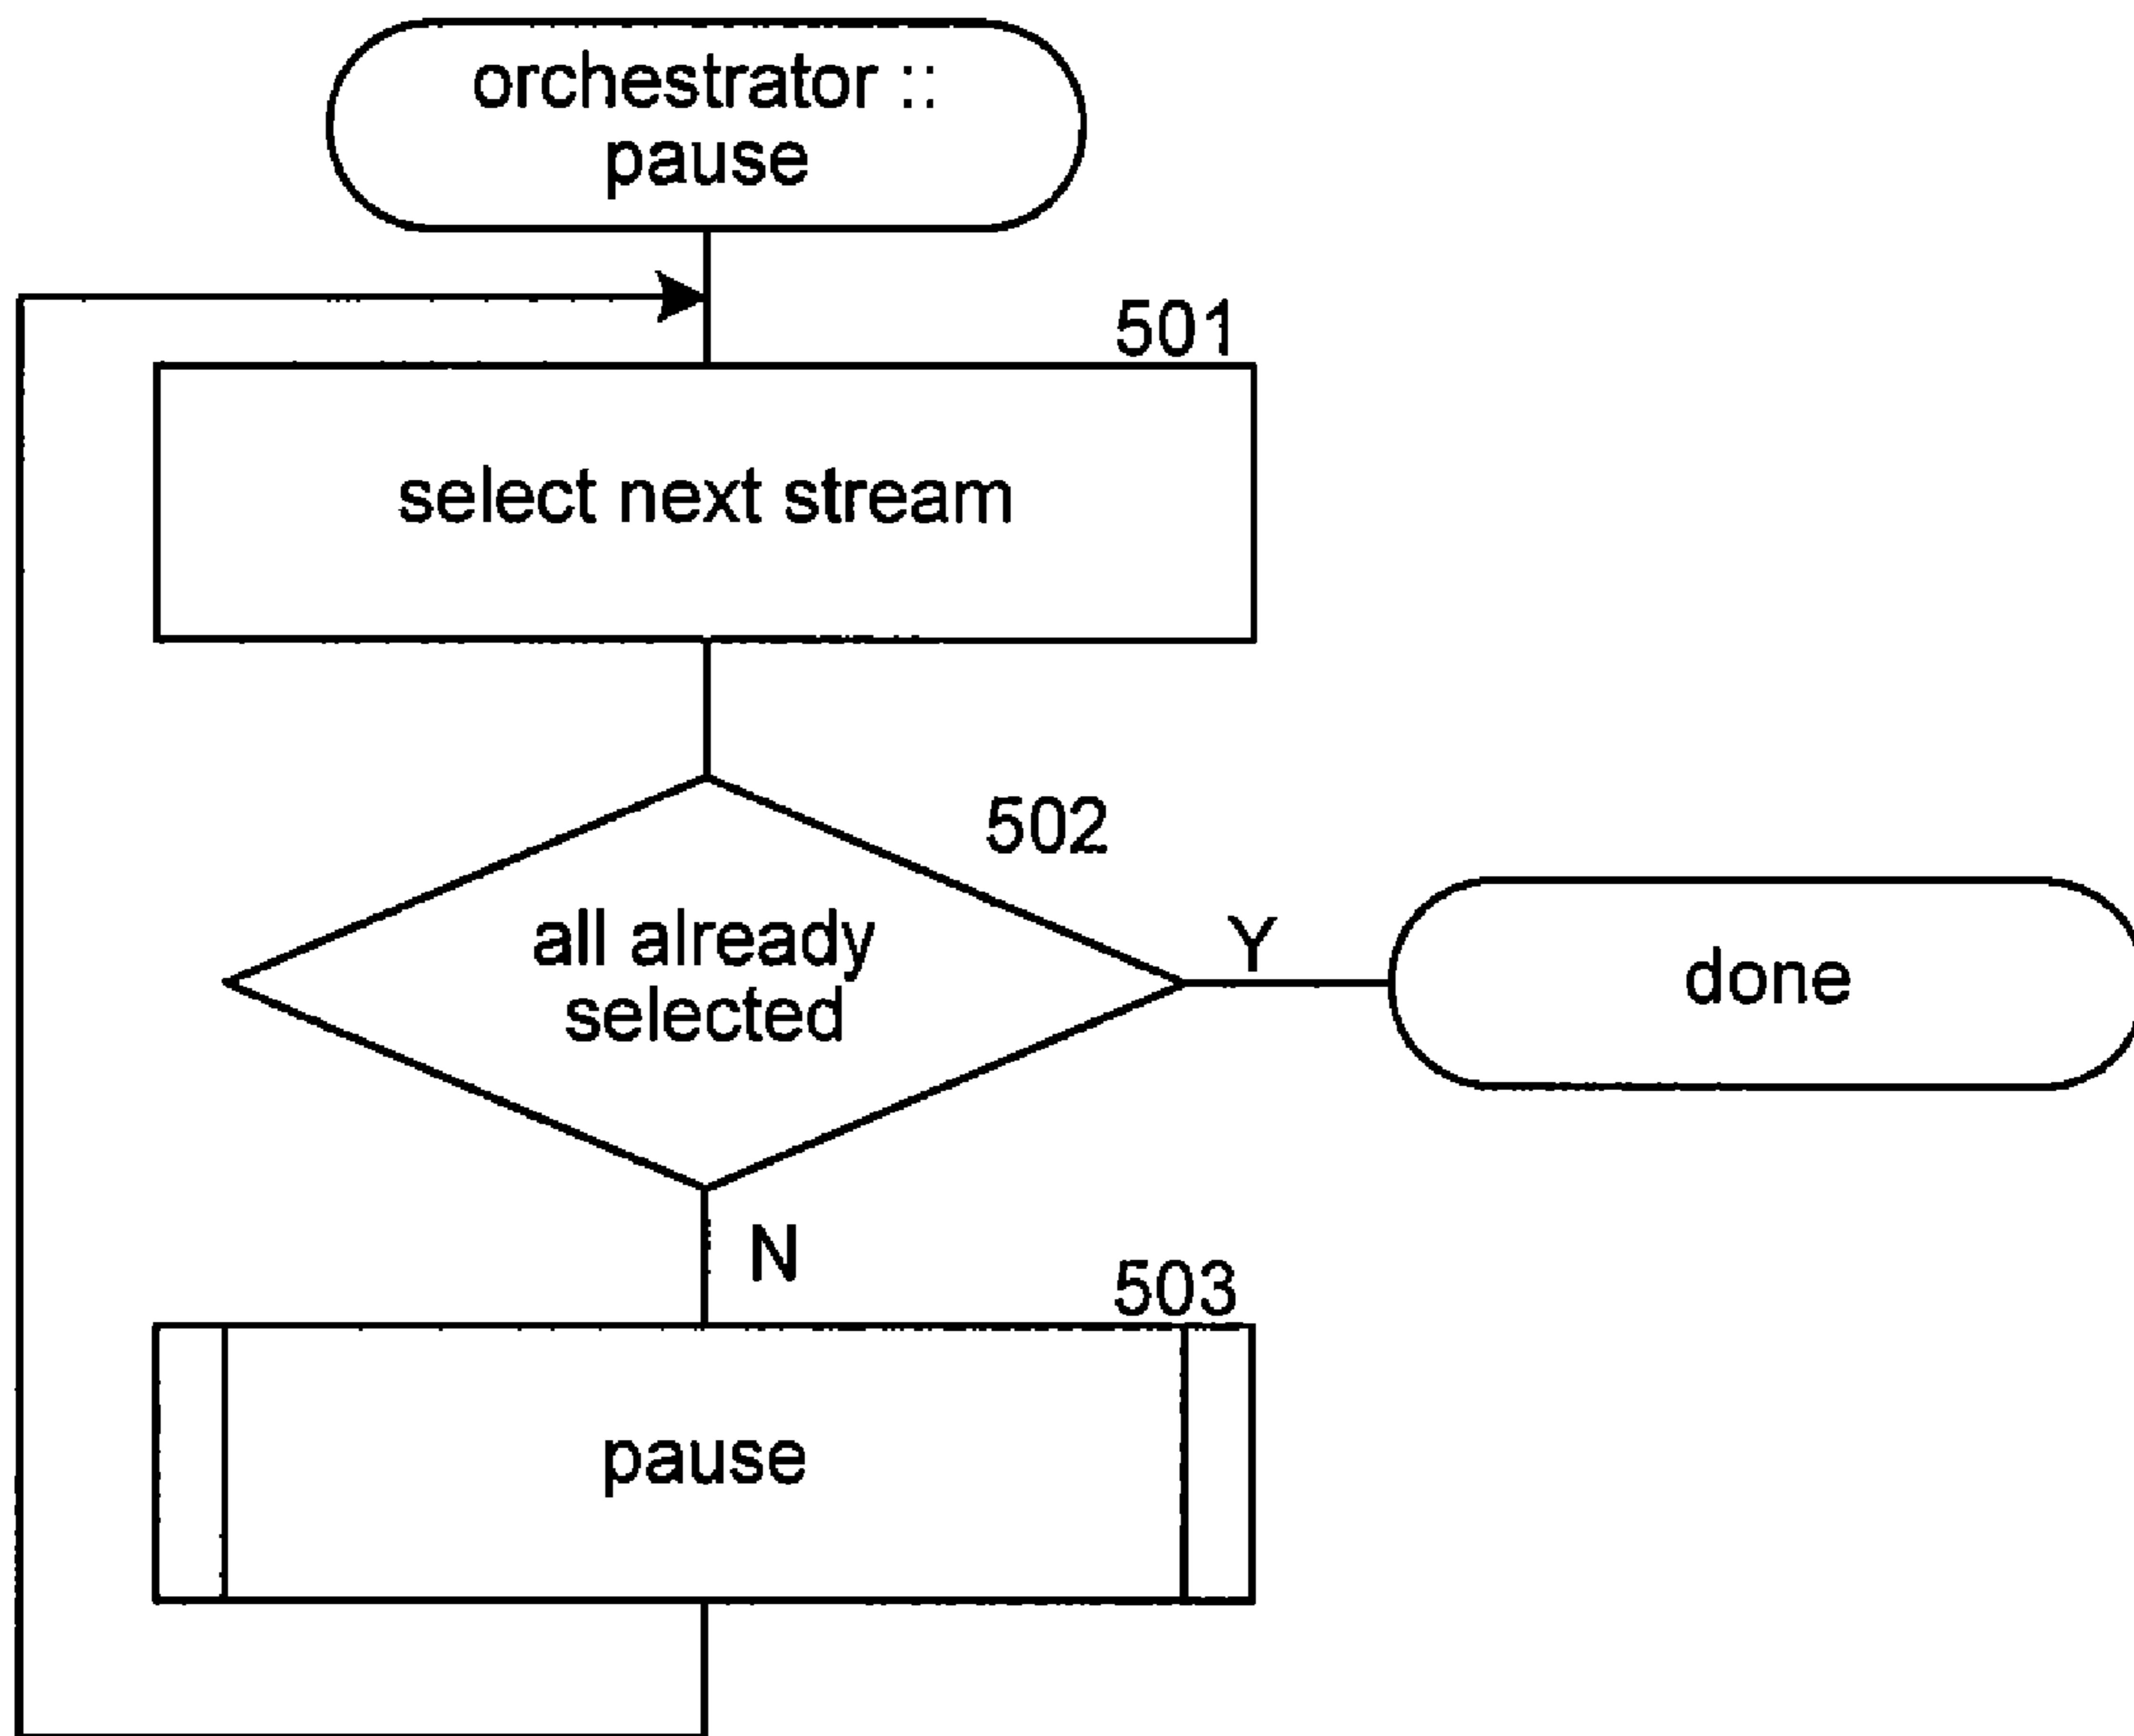 orchestrator ::
pause
501
select next stream
502
all already
selected
Y
done
N
503
pause